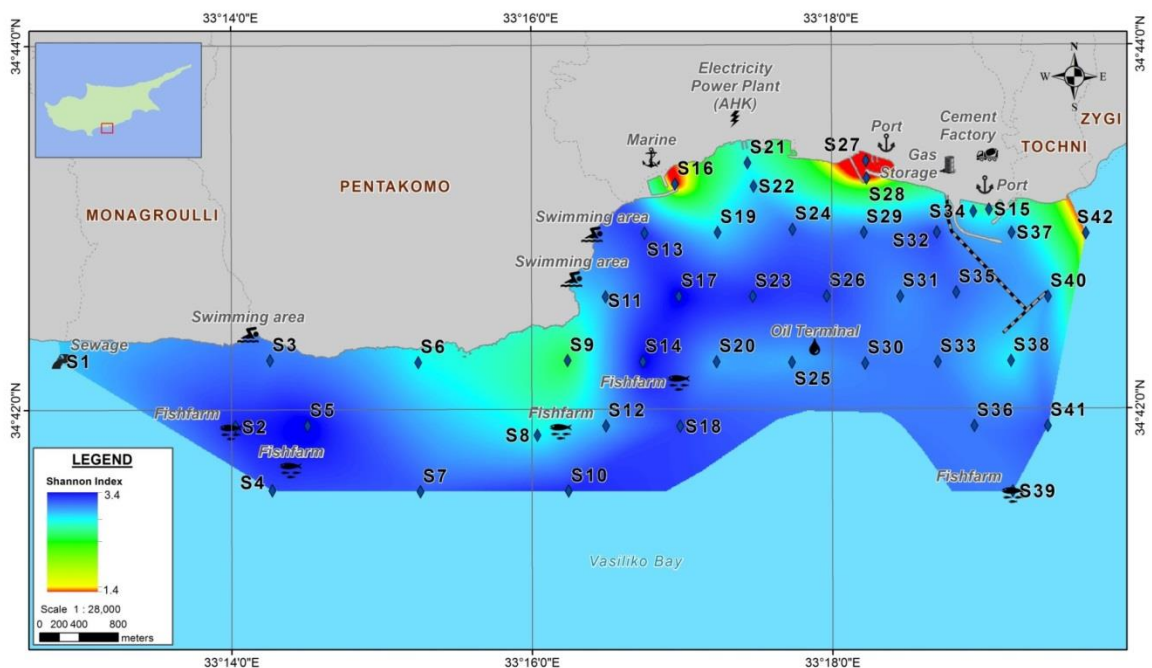 33°14'0"E
33°16'0"E
33°18'0"E
34°44'0"N
34°44'0"N
N
W
E
S
Electricity
Power Plant
(AHK)
Cement
Factory
ZYGI
TOCHNI
Marine
Port
S21
S27
Gas
Storage
S16
S22
S28
Port
PENTAKOMO
S34
S15
MONAGROULLI
Swimming area
S19
S24
S29
S37
S42
S13
S32
Swimming area
S17
S23
S26
S31
S35
S40
S11
Swimming area
Oil Terminal
Sewage
S1
S3
S6
S9
S14
S20
S25
S30
S33
S38
Fishfarm
34°42'0"N
34°42'0"N
Fishfarm
S2
S5
Fishfarm
S8
S12
S18
S36
S41
Fishfarm
S4
S7
S10
Fishfarm
S39
LEGEND
Shannon Index
3.4
1.4
Scale 1 : 28,000
0 200 400 800
meters
Vasiliko Bay
33°14'0"E
33°16'0"E
33°18'0"E